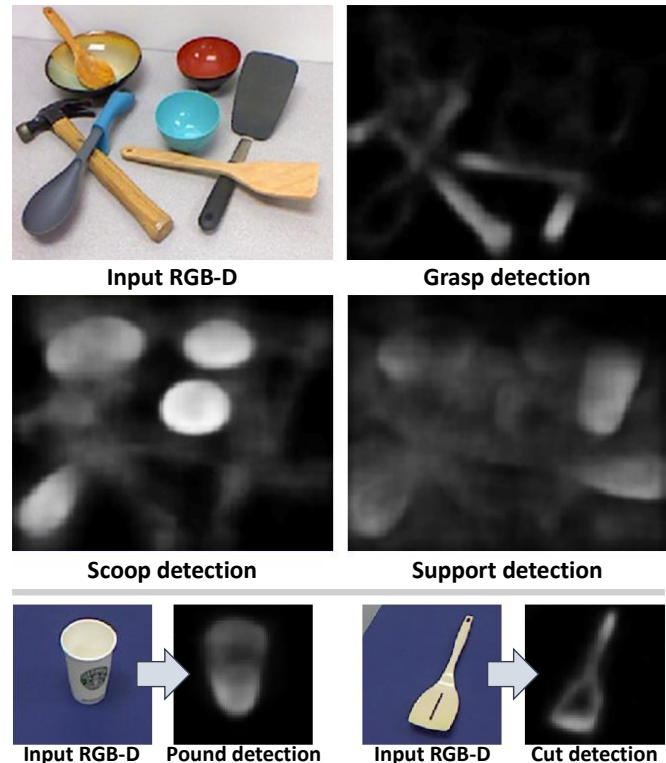 Input RGB-D
Grasp detection
Scoop detection
Support detection
Input RGB-D
Pound detection
Input RGB-D
Cut detection